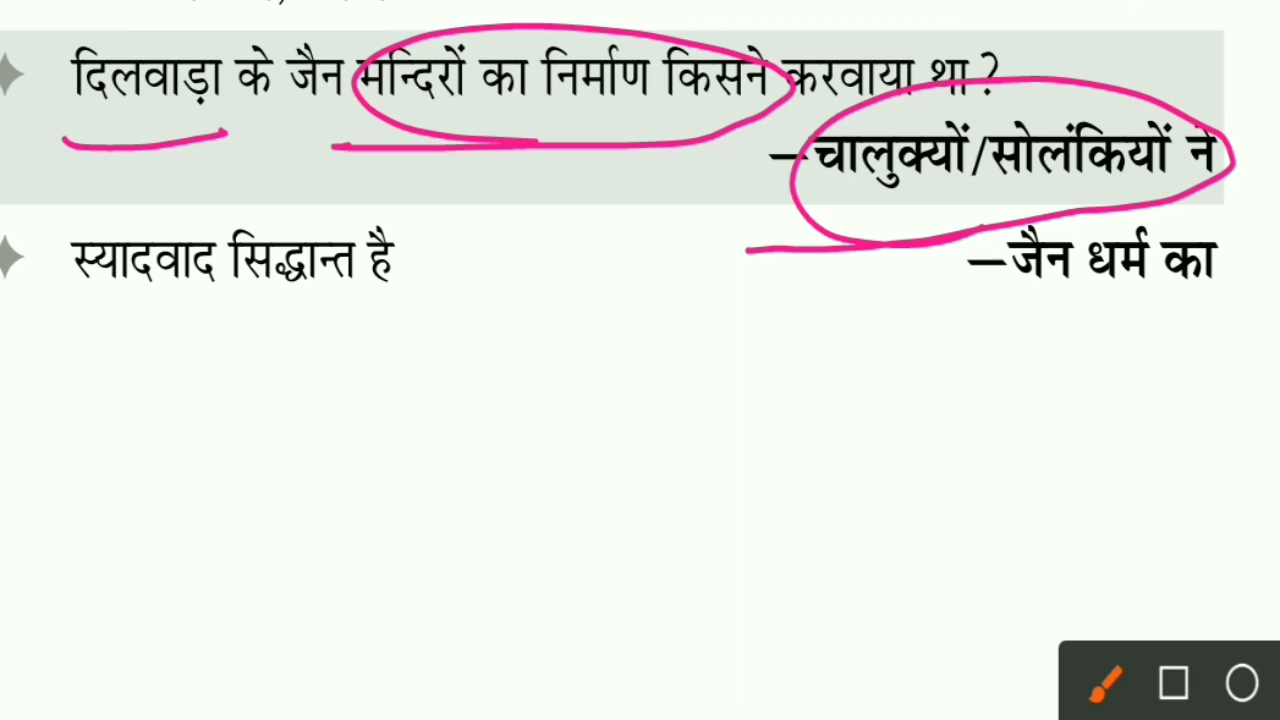 दिलवाड़ा के जैन मन्दिरों का निर्माण किसने करवाया था?
—चालुक्यों/सोलंकियों ने
स्यादवाद सिद्धान्त है —जैन धर्म का